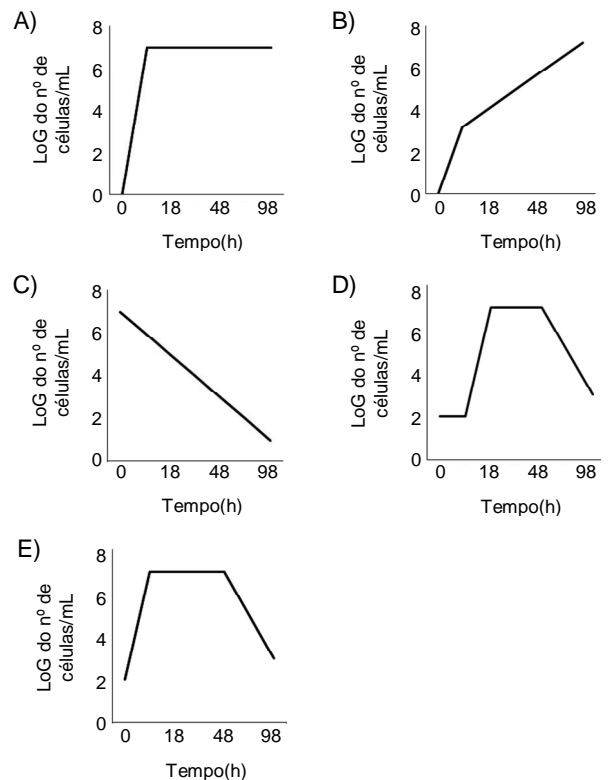 A)
LoG do nº de
células/mL
8
6
4
2
0
0 18 48 98
Tempo(h)
B)
LoG do nº de
células/mL
8
6
4
2
0
0 18 48 98
Tempo(h)
C)
LoG do nº de
células/mL
8
6
4
2
0
0 18 48 98
Tempo(h)
D)
LoG do nº de
células/mL
8
6
4
2
0
0 18 48 98
Tempo(h)
E)
LoG do nº de
células/mL
8
6
4
2
0
0 18 48 98
Tempo(h)